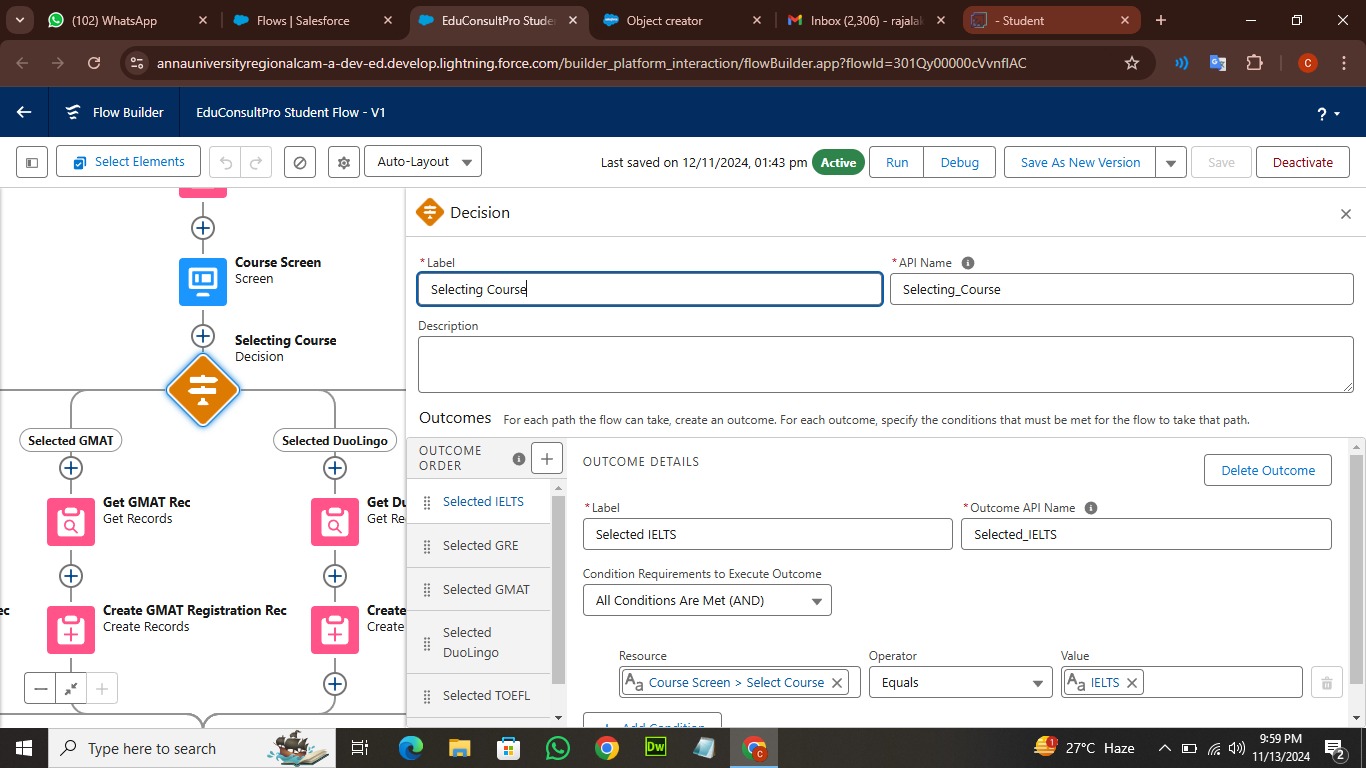 (102) WhatsApp
Flows | Salesforce
EduConsultPro Stude
Object creator
Inbox (2,306) - rajalak
- Student
annauniversityregionalcam-a-dev-ed.develop.lightning.force.com/builder_platform_interaction/flowBuilder.app?flowId=301Qy00000cVvnfIAC
C
Flow Builder
EduConsultPro Student Flow - V1
?
Select Elements
Auto-Layout
Last saved on 12/11/2024, 01:43 pm
Active
Run
Debug
Save As New Version
Save
Deactivate
Course Screen
Screen
Selecting Course
Decision
Selected GMAT
Selected DuoLingo
Get GMAT Rec
Get Records
Get Du
Get Re
ec
Create GMAT Registration Rec
Create Records
Create
Create
Decision
* Label
Selecting Course
* API Name
Selecting_Course
Description
Outcomes
For each path the flow can take, create an outcome. For each outcome, specify the conditions that must be met for the flow to take that path.
OUTCOME
ORDER
Selected IELTS
Selected GRE
Selected GMAT
Selected
DuoLingo
Selected TOEFL
OUTCOME DETAILS
Delete Outcome
* Label
Selected IELTS
* Outcome API Name
Selected_IELTS
Condition Requirements to Execute Outcome
All Conditions Are Met (AND)
Resource
Aa Course Screen > Select Course
Operator
Equals
Value
Aa IELTS
+ Add Condition
Type here to search
Dw
C
1
27°C Haze
9:59 PM
11/13/2024
2